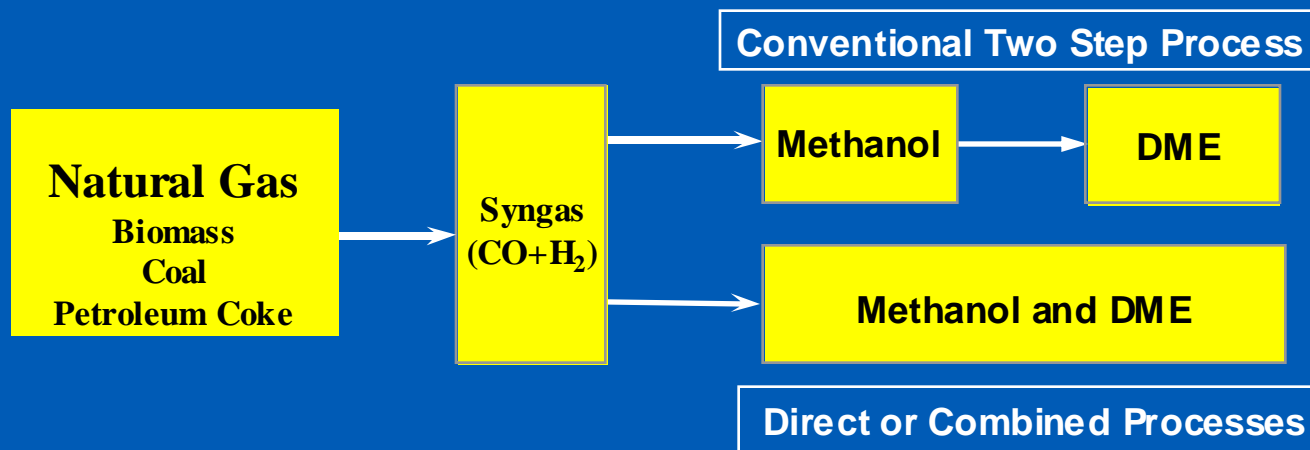 Conventional Two Step Process
Natural Gas
Biomass
Coal
Petroleum Coke
Syngas
(CO+H₂)
Methanol
DME
Methanol and DME
Direct or Combined Processes